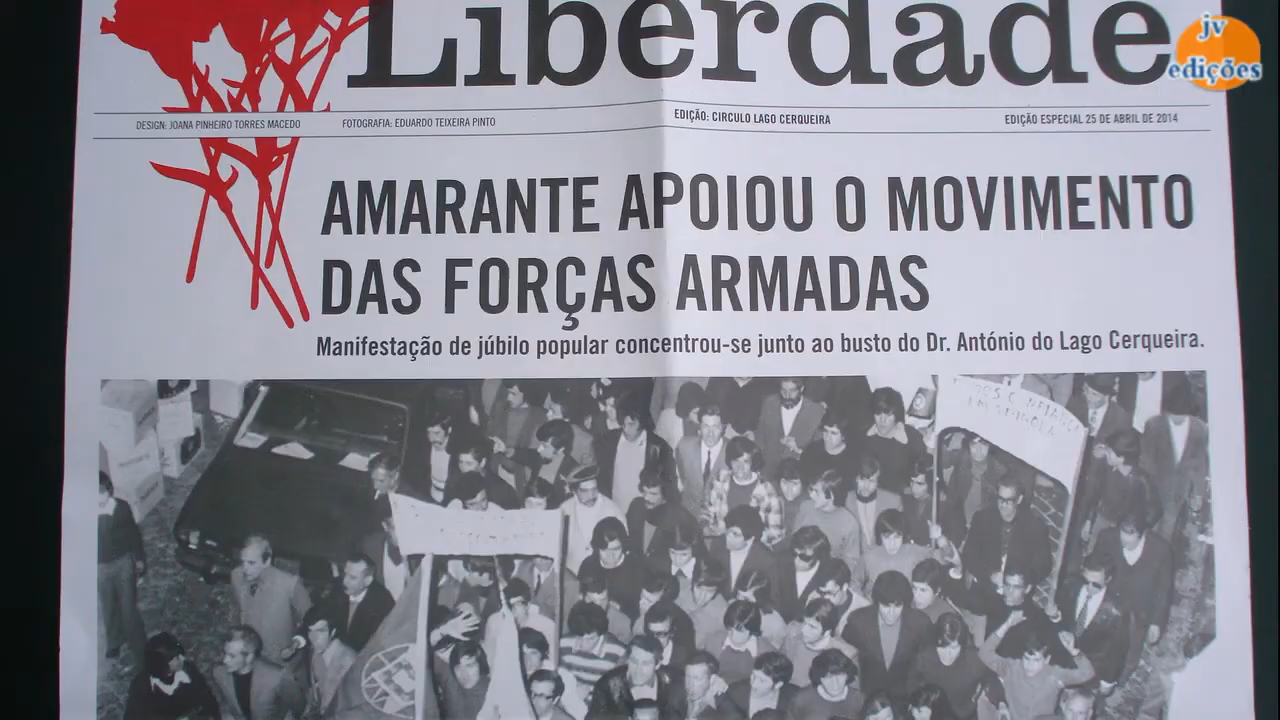 Liberdade
jv
edições
DESIGN: JOANA PINHEIRO TORRES MACEDO
FOTOGRAFIA: EDUARDO TEIXEIRA PINTO
EDIÇÃO: CIRCULO LAGO CERQUEIRA
EDIÇÃO ESPECIAL 25 DE ABRIL DE 2014
AMARANTE APOIOU O MOVIMENTO
DAS FORÇAS ARMADAS
Manifestação de júbilo popular concentrou-se junto ao busto do Dr. António do Lago Cerqueira.